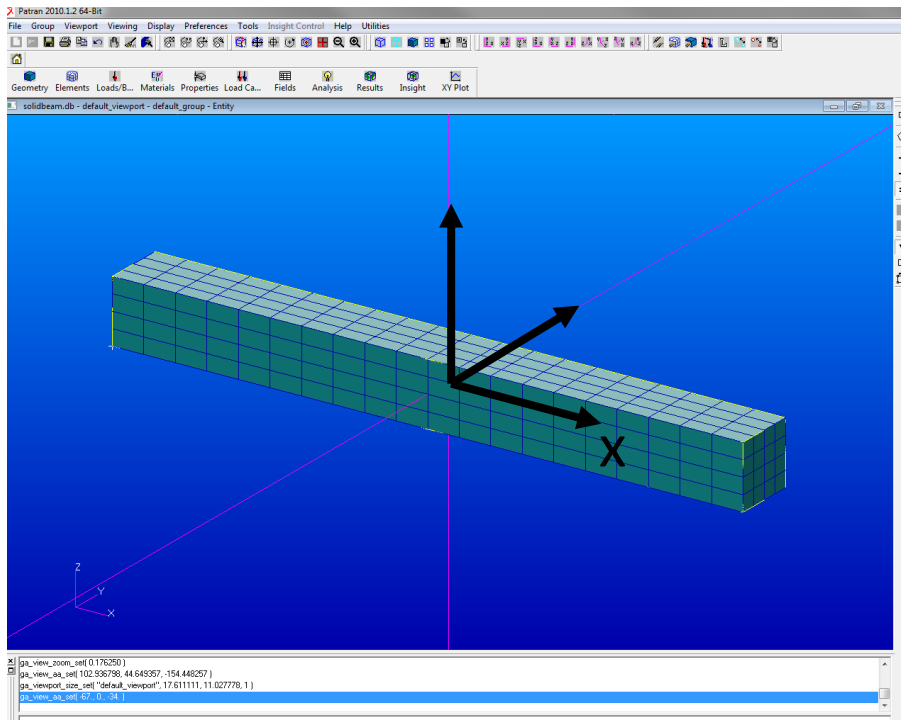 Patran 2010.1.2 64-Bit
File Group Viewport Viewing Display Preferences Tools Insight Control Help Utilities
Geometry Elements Loads/B... Materials Properties Load Ca... Fields Analysis Results Insight XY Plot
solidbeam.db - default_viewport - default_group - Entity
X
Z
Y
X
ga_view_zoom_set( 0.176250 )
ga_view_aa_set( 102.936798, 44.649357, -154.448257 )
ga_viewport_size_set( "default_viewport", 17.611111, 11.027778, 1 )
ga_view_aa_set( -67., 0., -34. )